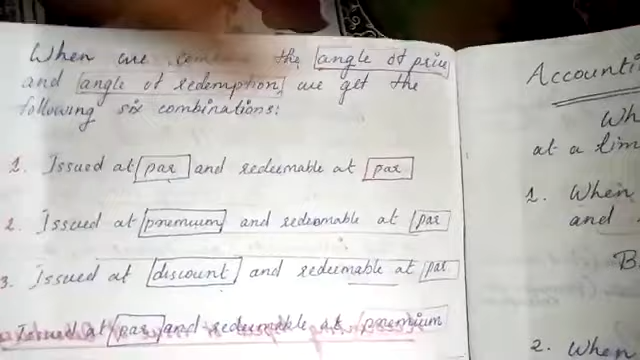 When we combine the angle of price
and angle of redemption, we get the
following six combinations:
1. Issued at par and redeemable at par
2. Issued at premium and redeemable at par
3. Issued at discount and redeemable at par.
Issued at par and redeemable at premium
Accounti
Wh
at a tim
1. When
and
B.
2. When